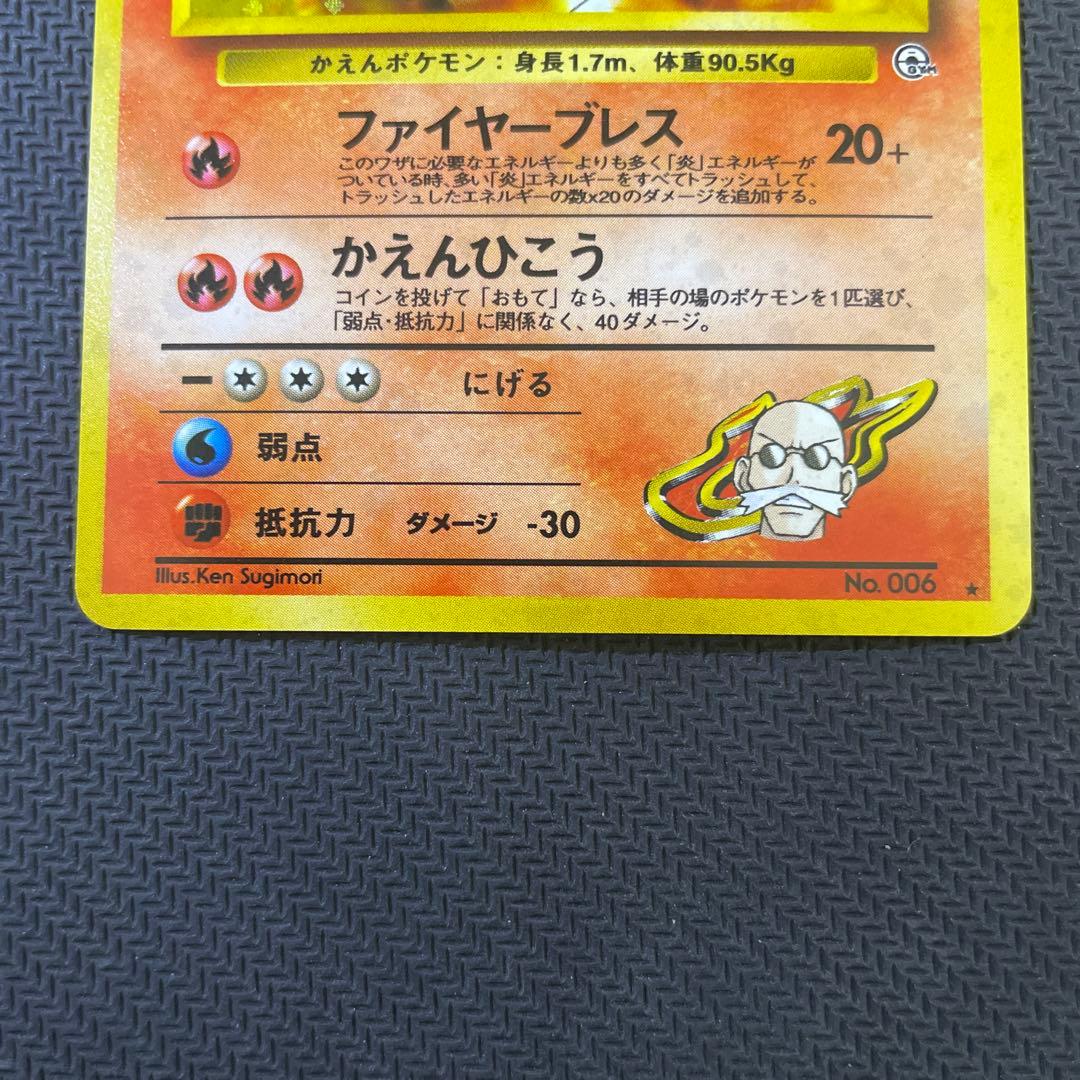 かえんポケモン：身長1.7m、体重90.5Kg
GYM
ファイヤーブレス 20+
このワザに必要なエネルギーよりも多く「炎」エネルギーが
ついている時、多い「炎」エネルギーをすべてトラッシュして、
トラッシュしたエネルギーの数x20のダメージを追加する。
かえんひこう
コインを投げて「おもて」なら、相手の場のポケモンを1匹選び、
「弱点・抵抗力」に関係なく、40ダメージ。
にげる
弱点
抵抗力 ダメージ -30
Illus.Ken Sugimori No. 006 ★